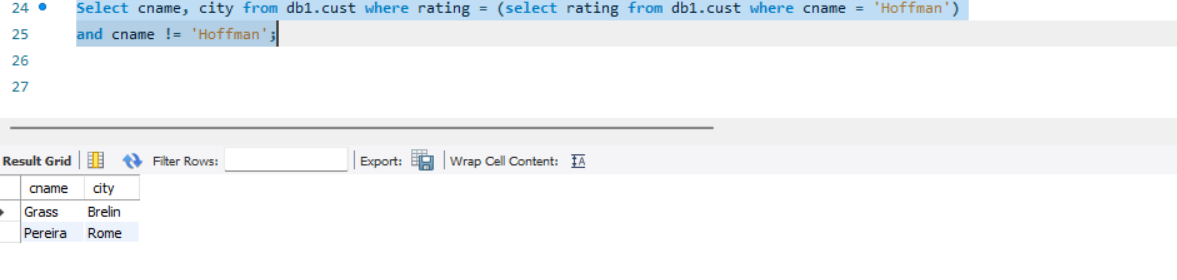 24 Select cname, city from db1.cust where rating = (select rating from db1.cust where cname = 'Hoffman')
25 and cname != 'Hoffman';
26
27
Result Grid Filter Rows: Export: Wrap Cell Content: IA
cname city
Grass Brelin
Pereira Rome